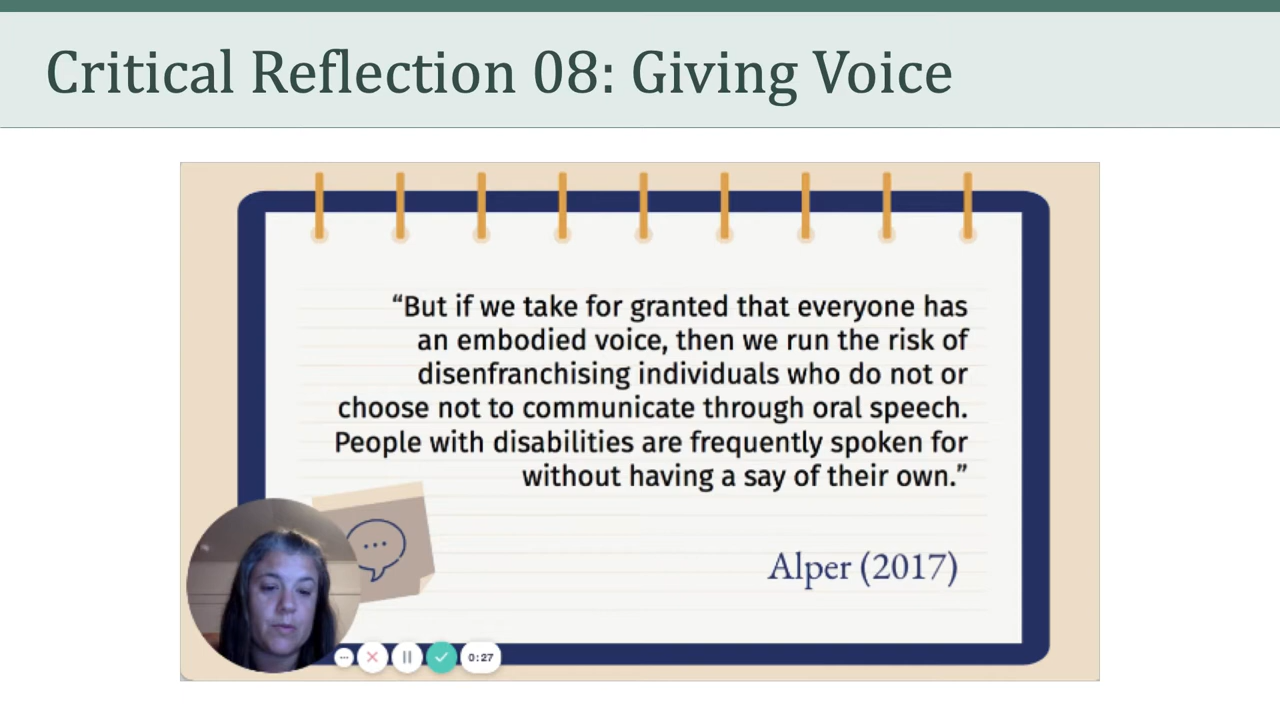 Critical Reflection 08: Giving Voice
“But if we take for granted that everyone has
an embodied voice, then we run the risk of
disenfranchising individuals who do not or
choose not to communicate through oral speech.
People with disabilities are frequently spoken for
without having a say of their own.”
Alper (2017)
0:27